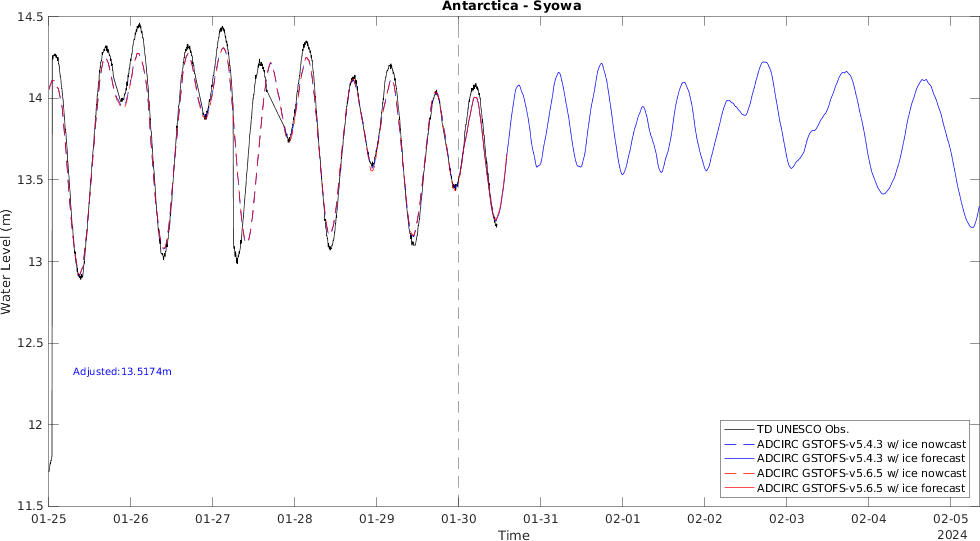 Antarctica - Syowa
14.5
14
13.5
13
12.5
12
11.5
Water Level (m)
Adjusted:13.5174m
TD UNESCO Obs.
ADCIRC GSTOFS-v5.4.3 w/ ice nowcast
ADCIRC GSTOFS-v5.4.3 w/ ice forecast
ADCIRC GSTOFS-v5.6.5 w/ ice nowcast
ADCIRC GSTOFS-v5.6.5 w/ ice forecast
01-25 01-26 01-27 01-28 01-29 01-30 01-31 02-01 02-02 02-03 02-04 02-05
Time
2024